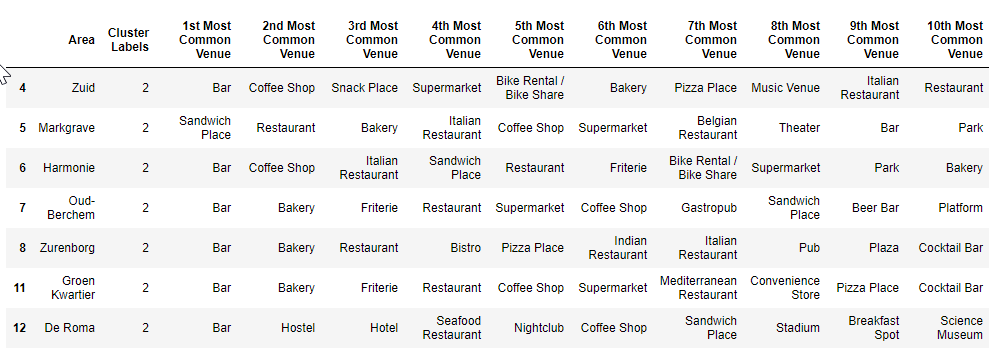 Area Cluster Labels 1st Most Common Venue 2nd Most Common Venue 3rd Most Common Venue 4th Most Common Venue 5th Most Common Venue 6th Most Common Venue 7th Most Common Venue 8th Most Common Venue 9th Most Common Venue 10th Most Common Venue
4 Zuid 2 Bar Coffee Shop Snack Place Supermarket Bike Rental / Bike Share Bakery Pizza Place Music Venue Italian Restaurant Restaurant
5 Markgrave 2 Sandwich Place Restaurant Bakery Italian Restaurant Coffee Shop Supermarket Belgian Restaurant Theater Bar Park
6 Harmonie 2 Bar Coffee Shop Italian Restaurant Sandwich Place Restaurant Friterie Bike Rental / Bike Share Supermarket Park Bakery
7 Oud-Berchem 2 Bar Bakery Friterie Restaurant Supermarket Coffee Shop Gastropub Sandwich Place Beer Bar Platform
8 Zurenborg 2 Bar Bakery Restaurant Bistro Pizza Place Indian Restaurant Italian Restaurant Pub Plaza Cocktail Bar
11 Groen Kwartier 2 Bar Bakery Friterie Restaurant Coffee Shop Supermarket Mediterranean Restaurant Convenience Store Pizza Place Cocktail Bar
12 De Roma 2 Bar Hostel Hotel Seafood Restaurant Nightclub Coffee Shop Sandwich Place Stadium Breakfast Spot Science Museum